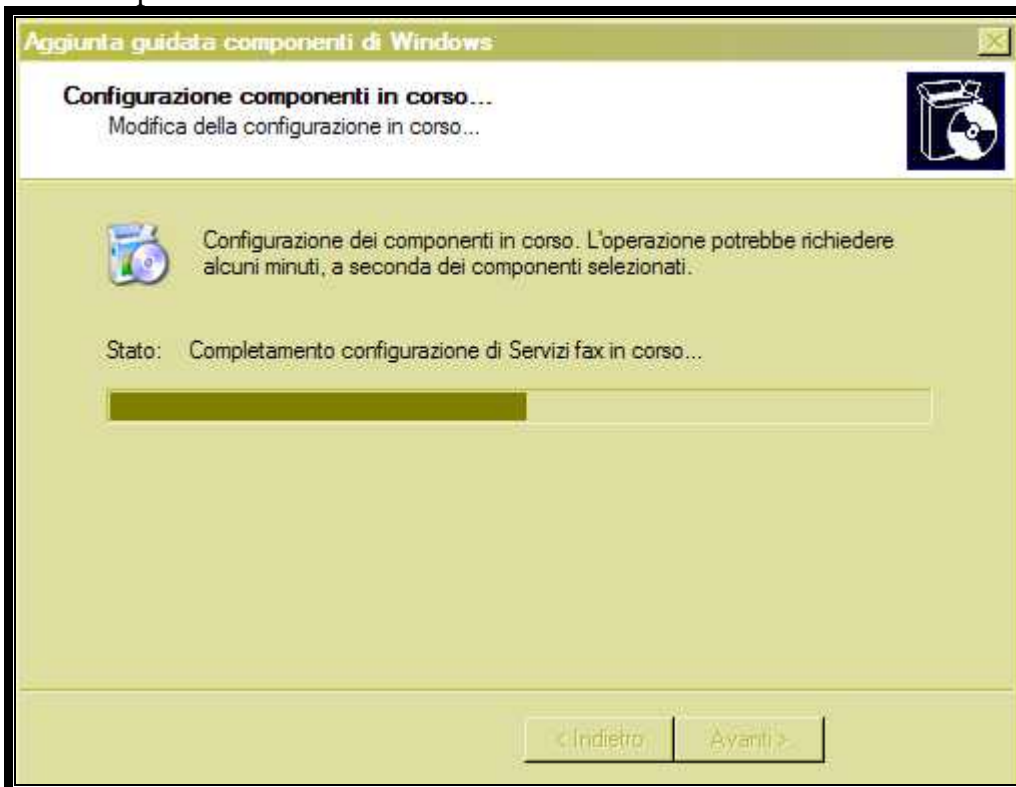 Aggiunta guidata componenti di Windows
Configurazione componenti in corso...
Modifica della configurazione in corso...
Configurazione dei componenti in corso. L'operazione potrebbe richiedere
alcuni minuti, a seconda dei componenti selezionati.
Stato: Completamento configurazione di Servizi fax in corso...
< Indietro Avanti >